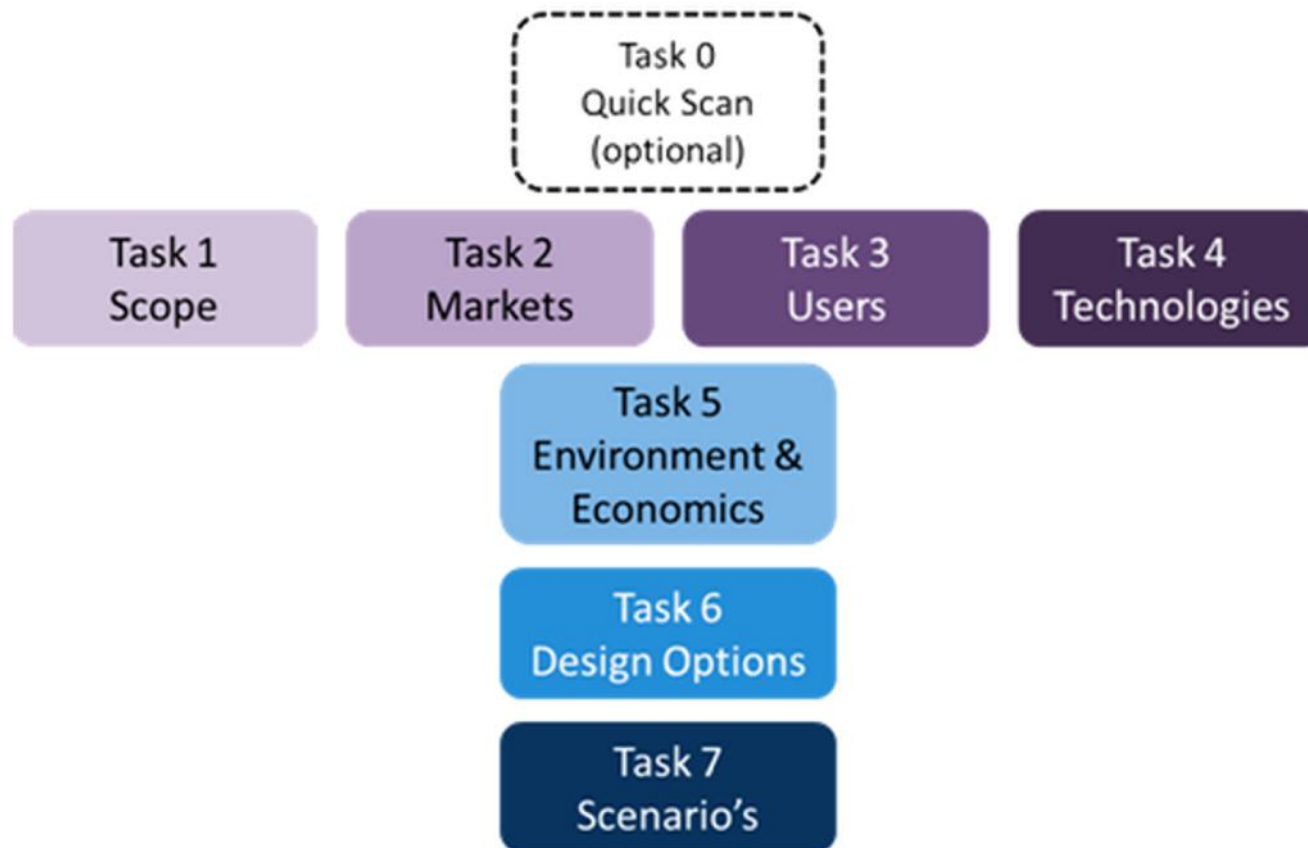 Task 0
Quick Scan
(optional)
Task 1
Scope
Task 2
Markets
Task 3
Users
Task 4
Technologies
Task 5
Environment &
Economics
Task 6
Design Options
Task 7
Scenario's